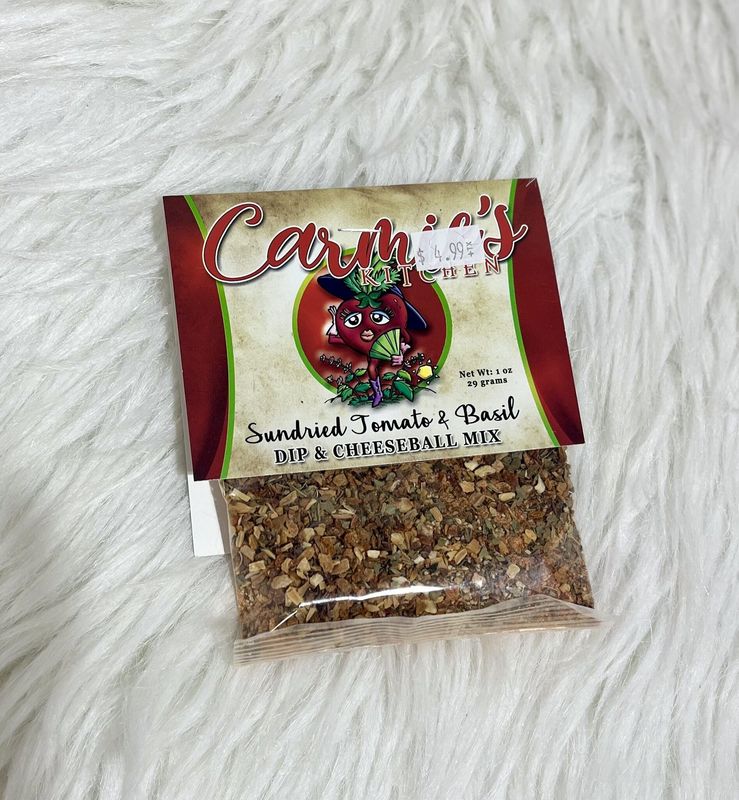 Carmie's
KITCHEN
$ 4.99
Net Wt: 1 oz
29 grams
Sundried Tomato & Basil
DIP & CHEESEBALL MIX